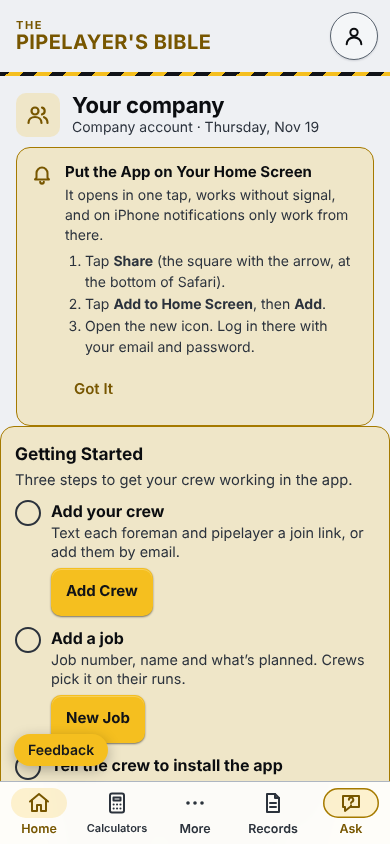 THE
PIPELAYER'S BIBLE
Your company
Company account · Thursday, Nov 19
Put the App on Your Home Screen
It opens in one tap, works without signal,
and on iPhone notifications only work from
there.
1. Tap Share (the square with the arrow, at
the bottom of Safari).
2. Tap Add to Home Screen, then Add.
3. Open the new icon. Log in there with
your email and password.
Got It
Getting Started
Three steps to get your crew working in the app.
Add your crew
Text each foreman and pipelayer a join link, or
add them by email.
Add Crew
Add a job
Job number, name and what’s planned. Crews
pick it on their runs.
New Job
Feedback
Tell the crew to install the app
Home
Calculators
More
Records
Ask